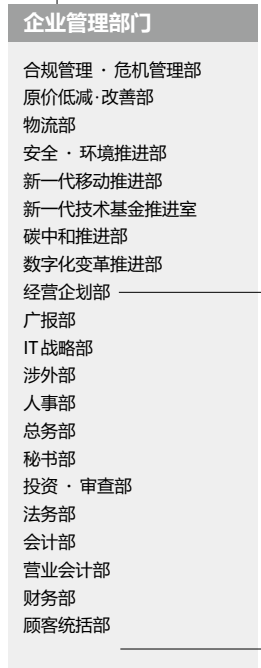 企业管理部门
合规管理 · 危机管理部
原价低减·改善部
物流部
安全 · 环境推进部
新一代移动推进部
新一代技术基金推进室
碳中和推进部
数字化变革推进部
经营企划部
广报部
IT战略部
涉外部
人事部
总务部
秘书部
投资 · 审查部
法务部
会计部
营业会计部
财务部
顾客统括部